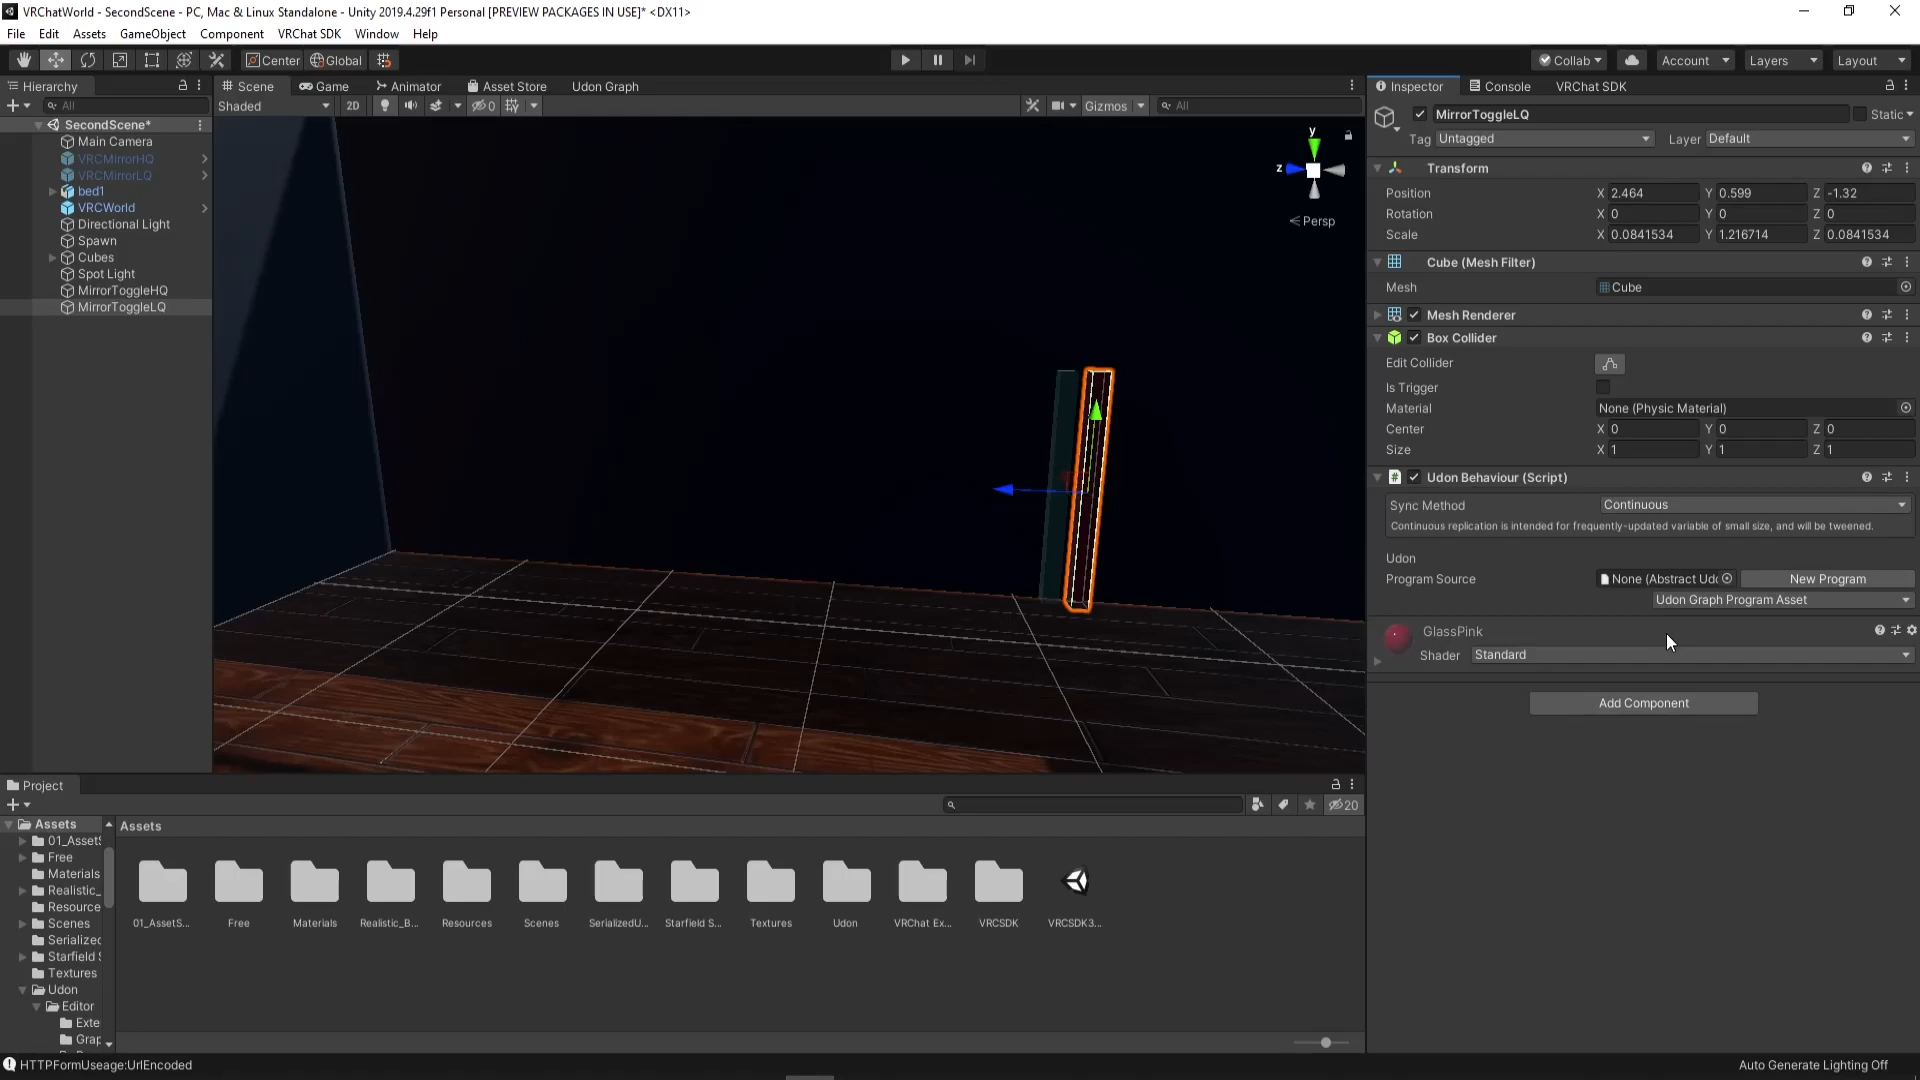 VRChatWorld - SecondScene - PC, Mac & Linux Standalone - Unity 2019.4.29f1 Personal [PREVIEW PACKAGES IN USE]* <DX11>
File Edit Assets GameObject Component VRChat SDK Window Help
Center Global Collab Account Layers Layout
Hierarchy
All
SecondScene*
Main Camera
VRCMirrorHQ
VRCMirrorLQ
bed1
VRCWorld
Directional Light
Spawn
Cubes
Spot Light
MirrorToggleHQ
MirrorToggleLQ
Scene Game Animator Asset Store Udon Graph
Shaded 2D 0 Gizmos All
y
z
Persp
Inspector Console VRChat SDK
MirrorToggleLQ Static
Tag Untagged Layer Default
Transform
Position X 2.464 Y 0.599 Z -1.32
Rotation X 0 Y 0 Z 0
Scale X 0.0841534 Y 1.216714 Z 0.0841534
Cube (Mesh Filter)
Mesh Cube
Mesh Renderer
Box Collider
Edit Collider
Is Trigger
Material None (Physic Material)
Center X 0 Y 0 Z 0
Size X 1 Y 1 Z 1
# Udon Behaviour (Script)
Sync Method Continuous
Continuous replication is intended for frequently-updated variable of small size, and will be tweened.
Udon
Program Source None (Abstract Udo New Program
Udon Graph Program Asset
GlassPink
Shader Standard
Add Component
Project
20
Assets
01_AssetS
Free
Materials
Realistic_
Resource
Scenes
Serialized
Starfield S
Textures
Udon
Editor
Exte
Grap
Assets
01_AssetS... Free Materials Realistic_B... Resources Scenes SerializedU... Starfield S... Textures Udon VRChat Ex... VRCSDK VRCSDK3...
HTTPFormUseage:UrlEncoded
Auto Generate Lighting Off